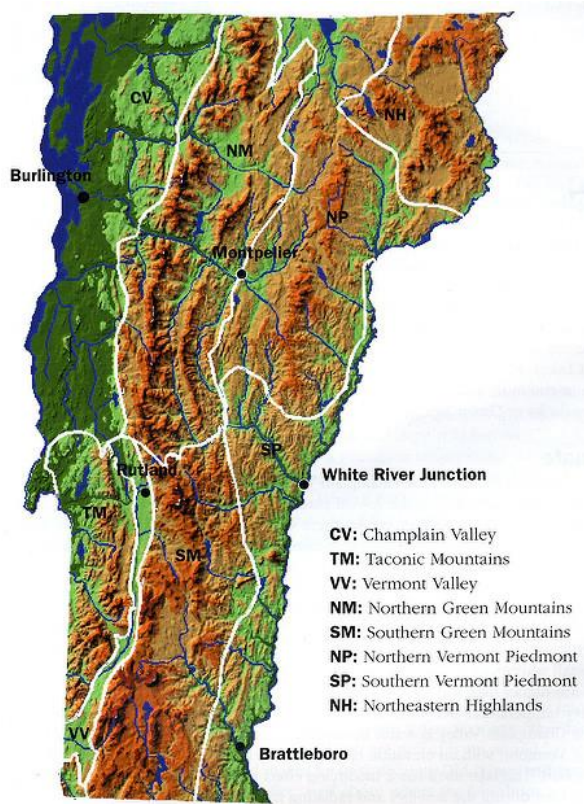 CV
NH
NM
Burlington
NP
Montpelier
SP
Rutland
White River Junction
TM
SM
CV: Champlain Valley
TM: Taconic Mountains
VV: Vermont Valley
NM: Northern Green Mountains
SM: Southern Green Mountains
NP: Northern Vermont Piedmont
SP: Southern Vermont Piedmont
NH: Northeastern Highlands
VV
Brattleboro